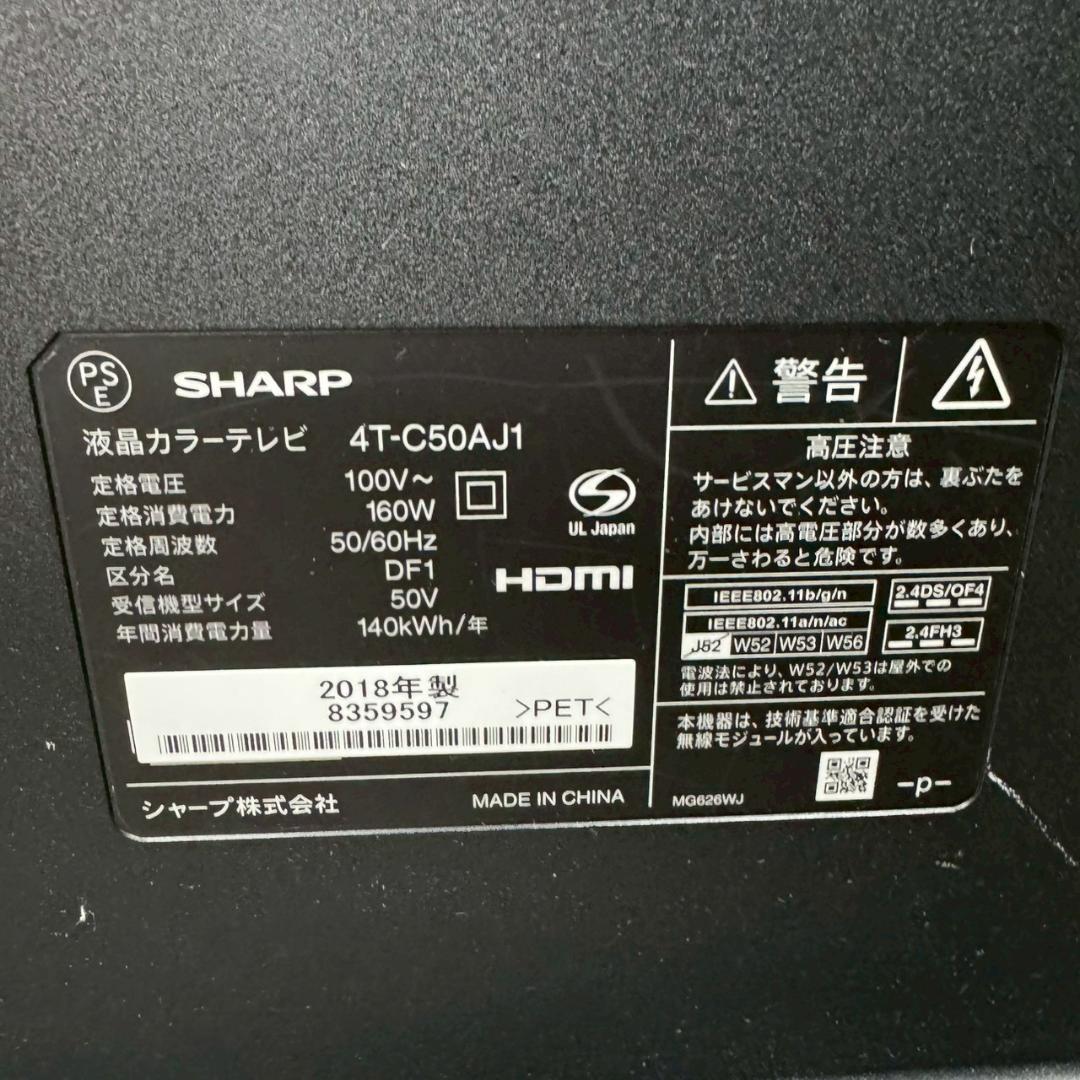 PSE
SHARP
液晶カラーテレビ 4T-C50AJ1
定格電圧 100V～
定格消費電力 160W
定格周波数 50/60Hz
区分名 DF1
受信機型サイズ 50V
年間消費電力量 140kWh/年
UL Japan
HDMI
2018年製
8359597 >PET<
シャープ株式会社 MADE IN CHINA
警告
高圧注意
サービスマン以外の方は、裏ぶたを
あけないでください。
内部には高電圧部分が数多くあり、
万一さわると危険です。
IEEE802.11b/g/n
2.4DS/OF4
IEEE802.11a/n/ac
J52 W52 W53 W56
2.4FH3
電波法により、W52/W53は屋外での
使用は禁止されております。
本機器は、技術基準適合認証を受けた
無線モジュールが入っています。
MG626WJ -p-